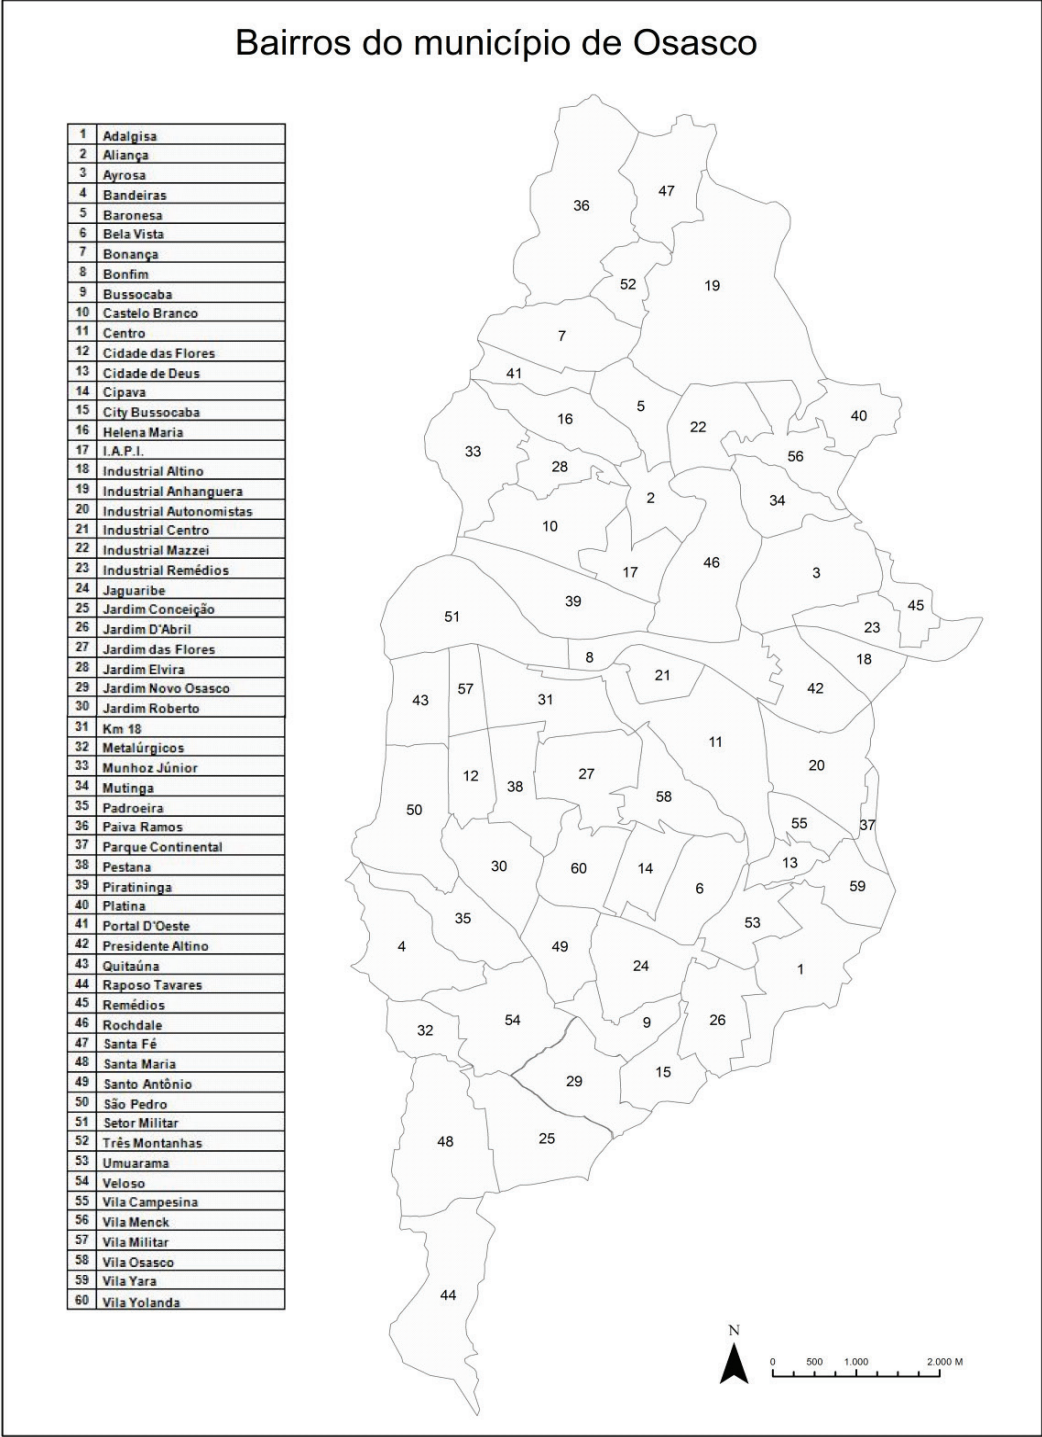 Bairros do município de Osasco
1 Adalgisa
2 Aliança
3 Ayrosa
4 Bandeiras
5 Baronesa
6 Bela Vista
7 Bonança
8 Bonfim
9 Bussocaba
10 Castelo Branco
11 Centro
12 Cidade das Flores
13 Cidade de Deus
14 Cipava
15 City Bussocaba
16 Helena Maria
17 I.A.P.I.
18 Industrial Altino
19 Industrial Anhanguera
20 Industrial Autonomistas
21 Industrial Centro
22 Industrial Mazzei
23 Industrial Remédios
24 Jaguaribe
25 Jardim Conceição
26 Jardim D'Abril
27 Jardim das Flores
28 Jardim Elvira
29 Jardim Novo Osasco
30 Jardim Roberto
31 Km 18
32 Metalúrgicos
33 Munhoz Júnior
34 Mutinga
35 Padroeira
36 Paiva Ramos
37 Parque Continental
38 Pestana
39 Piratininga
40 Platina
41 Portal D'Oeste
42 Presidente Altino
43 Quitaúna
44 Raposo Tavares
45 Remédios
46 Rochdale
47 Santa Fé
48 Santa Maria
49 Santo Antônio
50 São Pedro
51 Setor Militar
52 Três Montanhas
53 Umuarama
54 Veloso
55 Vila Campesina
56 Vila Menck
57 Vila Militar
58 Vila Osasco
59 Vila Yara
60 Vila Yolanda
47
36
52
19
7
41
5
16
40
22
33
56
28
2
34
10
46
17
3
39
45
51
23
8
18
21
42
57
43
31
11
20
27
12
38
58
50
55
37
13
30
60
14
59
6
35
53
4
49
24
1
54
9
26
32
15
29
25
48
44
N
0 500 1.000 2.000 M